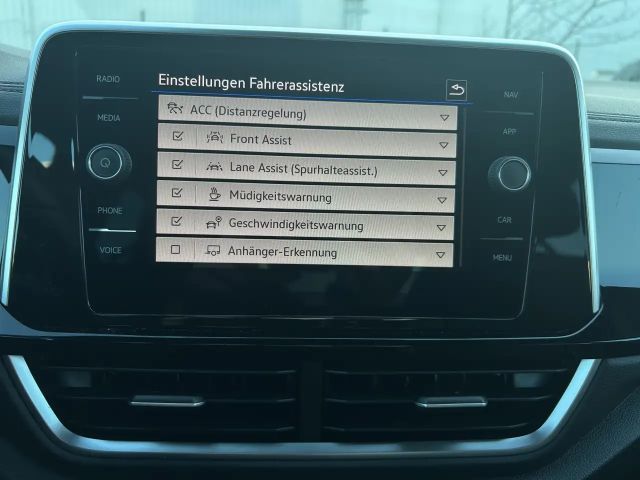 RADIO
MEDIA
PHONE
VOICE
Einstellungen Fahrerassistenz
ACC (Distanzregelung)
Front Assist
Lane Assist (Spurhalteassist.)
Müdigkeitswarnung
Geschwindigkeitswarnung
Anhänger-Erkennung
NAV
APP
CAR
MENU